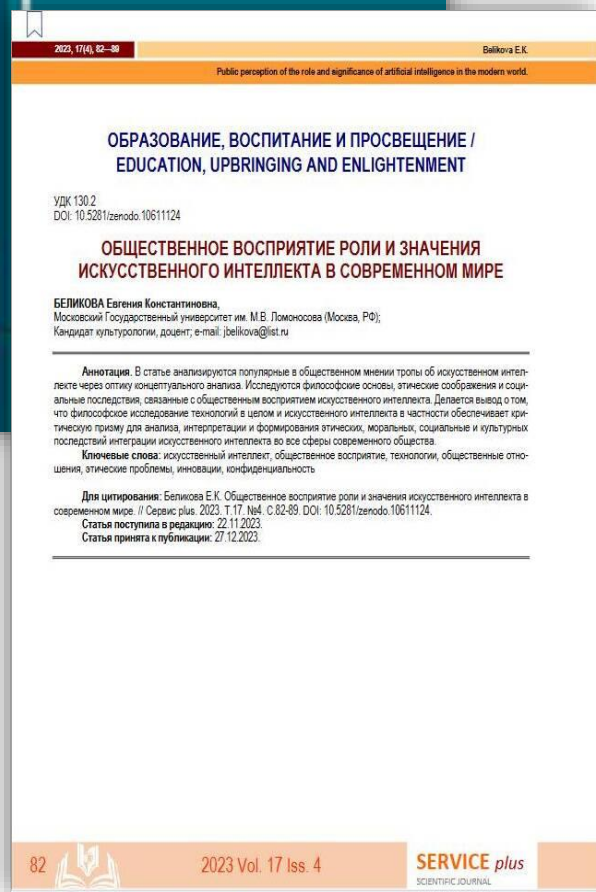 2023, 17(4), 82—89
Belikova E.K.
Public perception of the role and significance of artificial intelligence in the modern world.
ОБРАЗОВАНИЕ, ВОСПИТАНИЕ И ПРОСВЕЩЕНИЕ /
EDUCATION, UPBRINGING AND ENLIGHTENMENT
УДК 130.2
DOI: 10.5281/zenodo.10611124
ОБЩЕСТВЕННОЕ ВОСПРИЯТИЕ РОЛИ И ЗНАЧЕНИЯ
ИСКУССТВЕННОГО ИНТЕЛЛЕКТА В СОВРЕМЕННОМ МИРЕ
БЕЛИКОВА Евгения Константиновна,
Московский Государственный университет им. М.В. Ломоносова (Москва, РФ);
Кандидат культурологии, доцент; e-mail: jbelikova@list.ru
Аннотация. В статье анализируются популярные в общественном мнении тропы об искусственном интел-
лекте через оптику концептуального анализа. Исследуются философские основы, этические соображения и соци-
альные последствия, связанные с общественным восприятием искусственного интеллекта. Делается вывод о том,
что философское исследование технологий в целом и искусственного интеллекта в частности обеспечивает кри-
тическую призму для анализа, интерпретации и формирования этических, моральных, социальных и культурных
последствий интеграции искусственного интеллекта во все сферы современного общества.
Ключевые слова: искусственный интеллект, общественное восприятие, технологии, общественные отно-
шения, этические проблемы, инновации, конфиденциальность
Для цитирования: Беликова Е.К. Общественное восприятие роли и значения искусственного интеллекта в
современном мире. // Сервис plus. 2023. Т.17. №4. С.82-89. DOI: 10.5281/zenodo.10611124.
Статья поступила в редакцию: 22.11.2023.
Статья принята к публикации: 27.12.2023.
82
2023 Vol. 17 Iss. 4
SERVICE plus
SCIENTIFIC JOURNAL